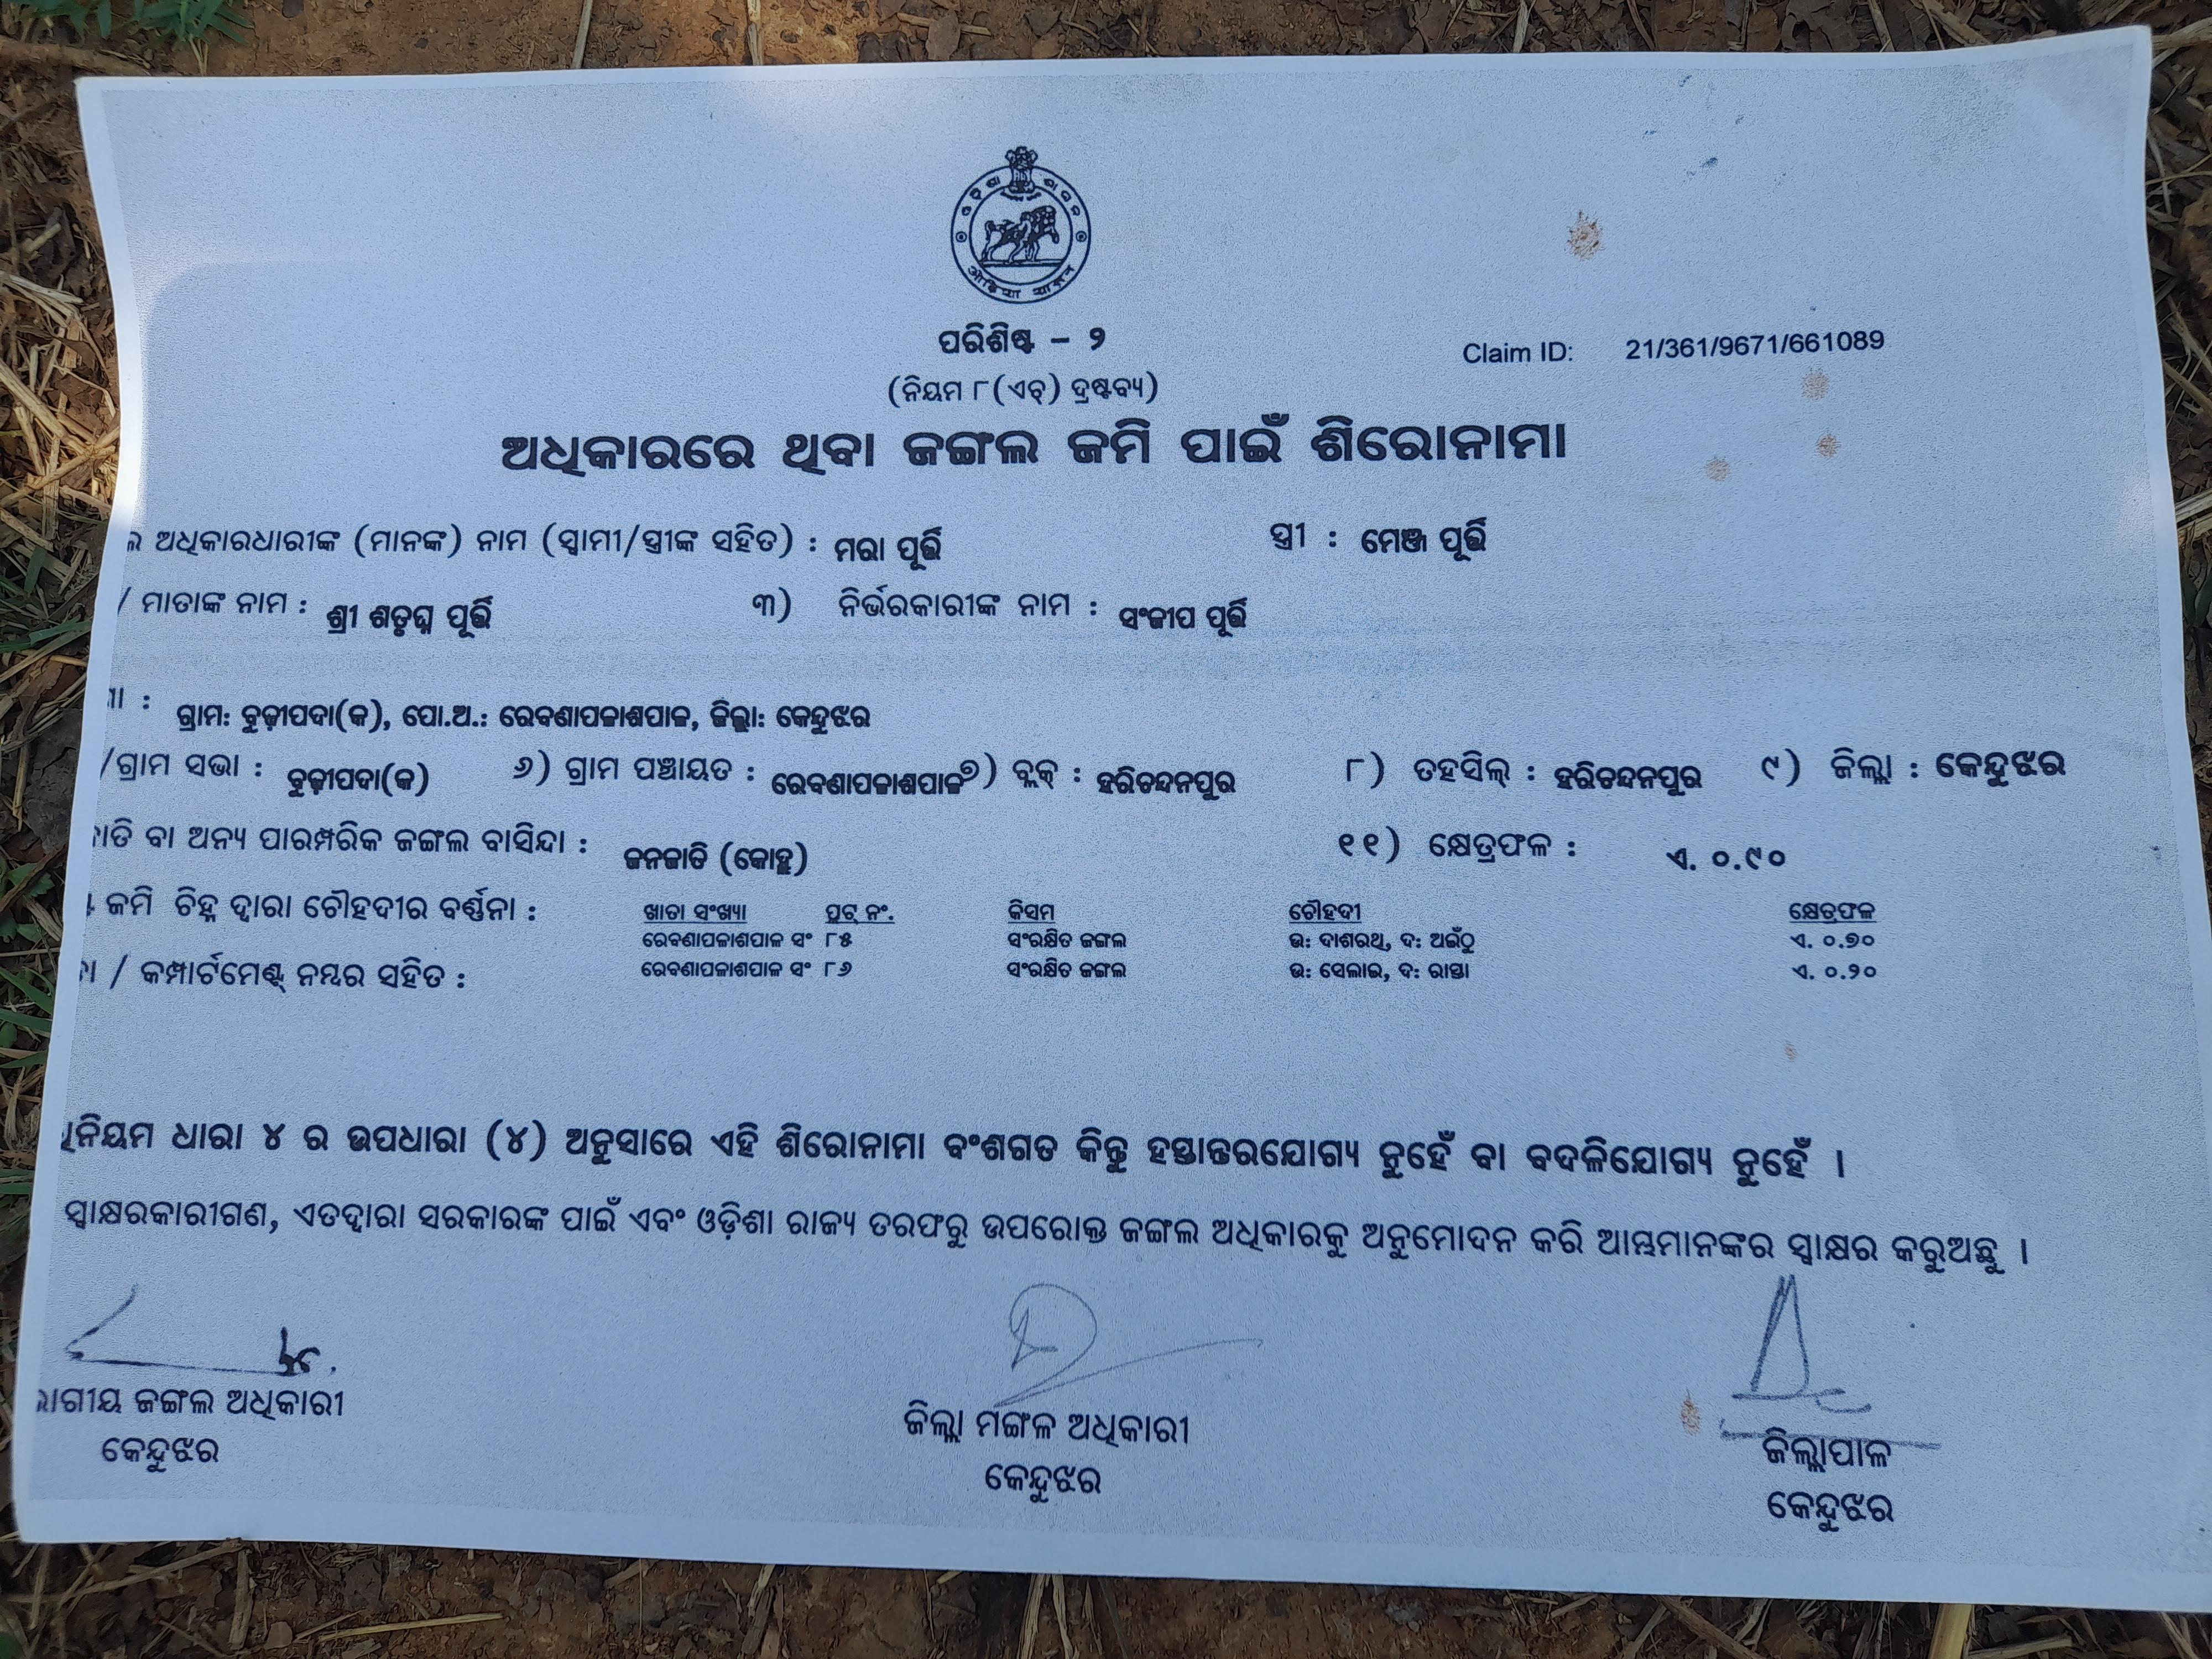 ଓଡ଼ିଶା ଶାସନ
ओड़िशा शासन
ପରିଶିଷ୍ଟ – ୨
Claim ID: 21/361/9671/661089
(ନିୟମ ୮(ଏଚ୍) ଦ୍ରଷ୍ଟବ୍ୟ)
ଅଧିକାରରେ ଥିବା ଜଙ୍ଗଲ ଜମି ପାଇଁ ଶିରୋନାମା
ଲ ଅଧିକାରଧାରୀଙ୍କ (ମାନଙ୍କ) ନାମ (ସ୍ୱାମୀ/ସ୍ତ୍ରୀଙ୍କ ସହିତ) : ମରା ପୂର୍ତ୍ତି ସ୍ତ୍ରୀ : ମେଞ୍ଜ ପୂର୍ତ୍ତି
/ ମାତାଙ୍କ ନାମ : ଶ୍ରୀ ଶତୃଘ୍ନ ପୂର୍ତ୍ତି ୩) ନିର୍ଭରକାରୀଙ୍କ ନାମ : ସଂଜୀପ ପୂର୍ତ୍ତି
ଗ୍ରାମ: ବୁଢ଼ୀପଦା(କ), ପୋ.ଅ.: ରେବଣାପଳାଶପାଳ, ଜିଲ୍ଲା: କେନ୍ଦୁଝର
/ଗ୍ରାମ ସଭା : ବୁଢ଼ୀପଦା(କ) ୬) ଗ୍ରାମ ପଞ୍ଚାୟତ : ରେବଣାପଳାଶପାଳ ୭) ବ୍ଲକ୍ : ହରିଚନ୍ଦନପୁର ୮) ତହସିଲ୍ : ହରିଚନ୍ଦନପୁର ୯) ଜିଲ୍ଲା : କେନ୍ଦୁଝର
ାତି ବା ଅନ୍ୟ ପାରମ୍ପରିକ ଜଙ୍ଗଲ ବାସିନ୍ଦା : ଜନଜାତି (କୋହ୍ଲ) ୧୧) କ୍ଷେତ୍ରଫଳ : ଏ. ୦.୯୦
ଜମି ଚିହ୍ନ ଦ୍ୱାରା ଚୌହଦୀର ବର୍ଣ୍ଣନା : ଖାତା ସଂଖ୍ୟା ପ୍ଲଟ୍ ନଂ. କିସମ ଚୌହଦୀ କ୍ଷେତ୍ରଫଳ
ରେବଣାପଳାଶପାଳ ସଂ ୮୫ ସଂରକ୍ଷିତ ଜଙ୍ଗଲ ଉ: ଦାଶରଥି, ଦ: ଅଇଁଠୁ ଏ. ୦.୭୦
/ କମ୍ପାର୍ଟମେଣ୍ଟ୍ ନମ୍ବର ସହିତ : ରେବଣାପଳାଶପାଳ ସଂ ୮୬ ସଂରକ୍ଷିତ ଜଙ୍ଗଲ ଉ: ସେଲାଇ, ଦ: ରାସ୍ତା ଏ. ୦.୨୦
ଧିନିୟମ ଧାରା ୪ ର ଉପଧାରା (୪) ଅନୁସାରେ ଏହି ଶିରୋନାମା ବଂଶଗତ କିନ୍ତୁ ହସ୍ତାନ୍ତରଯୋଗ୍ୟ ନୁହେଁ ବା ବଦଳିଯୋଗ୍ୟ ନୁହେଁ ।
ସ୍ୱାକ୍ଷରକାରୀଗଣ, ଏତଦ୍ୱାରା ସରକାରଙ୍କ ପାଇଁ ଏବଂ ଓଡ଼ିଶା ରାଜ୍ୟ ତରଫରୁ ଉପରୋକ୍ତ ଜଙ୍ଗଲ ଅଧିକାରକୁ ଅନୁମୋଦନ କରି ଆମ୍ଭମାନଙ୍କର ସ୍ୱାକ୍ଷର କରୁଅଛୁ ।
ଭାଗୀୟ ଜଙ୍ଗଲ ଅଧିକାରୀ ଜିଲ୍ଲା ମଙ୍ଗଳ ଅଧିକାରୀ ଜିଲ୍ଲାପାଳ
କେନ୍ଦୁଝର କେନ୍ଦୁଝର କେନ୍ଦୁଝର